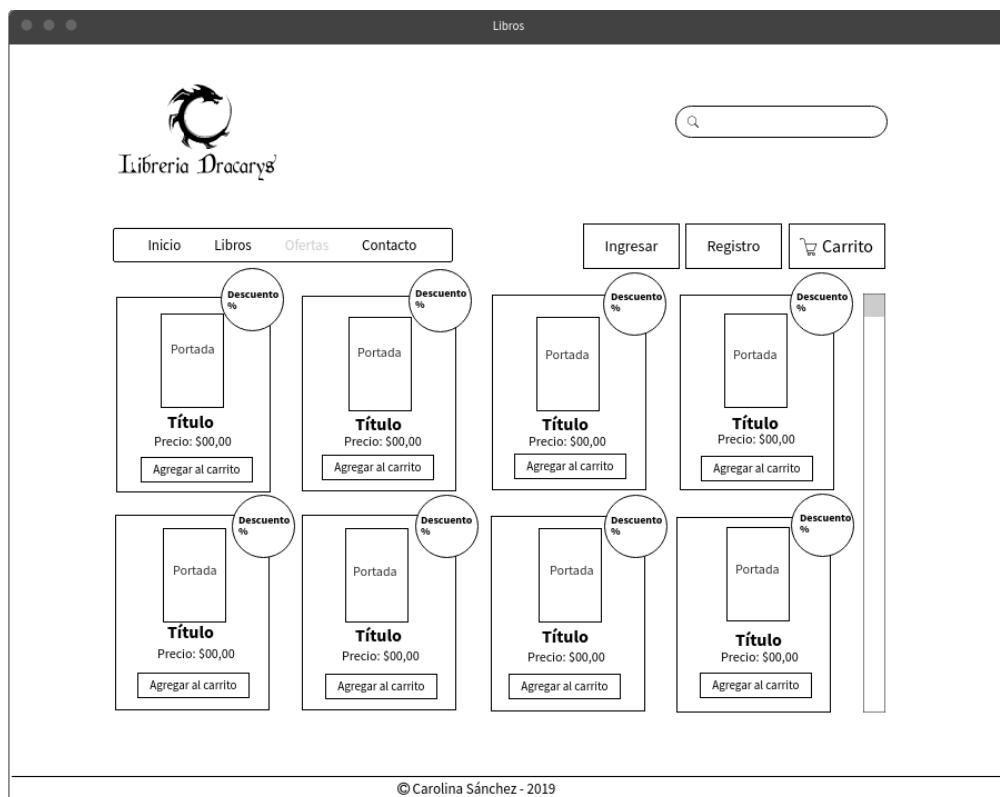 Libros
Libreria Dracarys
Inicio Libros Ofertas Contacto
Ingresar Registro Carrito
Descuento
%
Portada
Título
Precio: $00,00
Agregar al carrito
Descuento
%
Portada
Título
Precio: $00,00
Agregar al carrito
Descuento
%
Portada
Título
Precio: $00,00
Agregar al carrito
Descuento
%
Portada
Título
Precio: $00,00
Agregar al carrito
Descuento
%
Portada
Título
Precio: $00,00
Agregar al carrito
Descuento
%
Portada
Título
Precio: $00,00
Agregar al carrito
Descuento
%
Portada
Título
Precio: $00,00
Agregar al carrito
Descuento
%
Portada
Título
Precio: $00,00
Agregar al carrito
© Carolina Sánchez - 2019